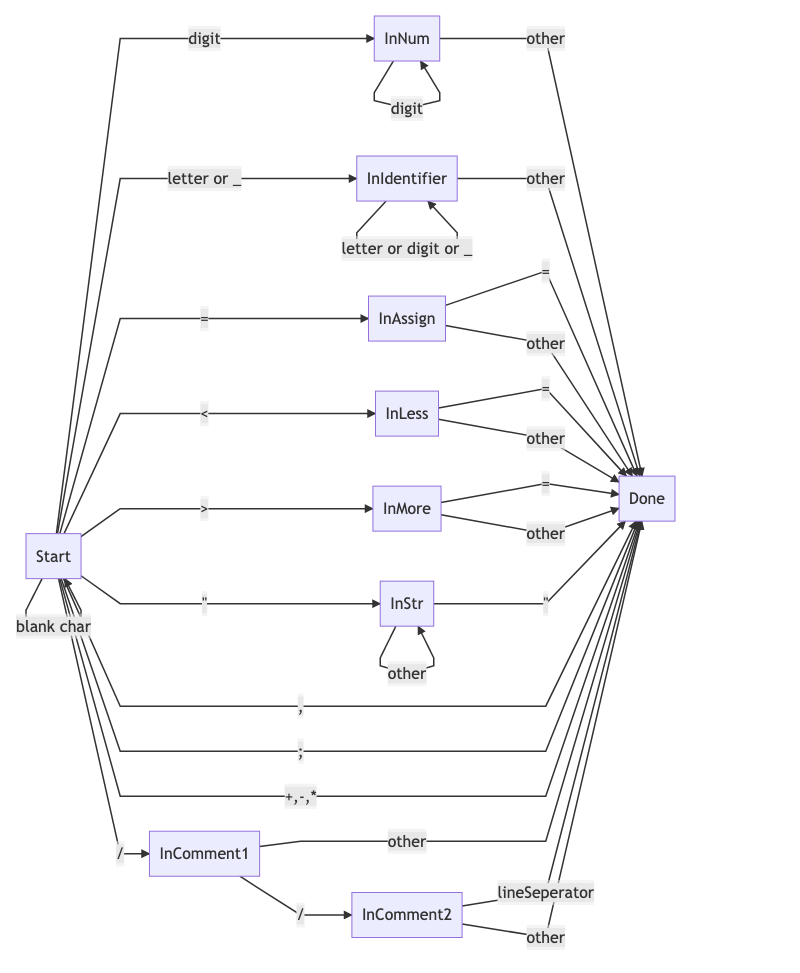 digit
InNum
other
digit
letter or _
InIdentifier
other
letter or digit or _
=
=
InAssign
other
=
<
InLess
other
=
>
InMore
other
Done
Start
"
InStr
"
blank char
other
,
;
+,-,*
/
InComment1
other
/
InComment2
lineSeperator
other